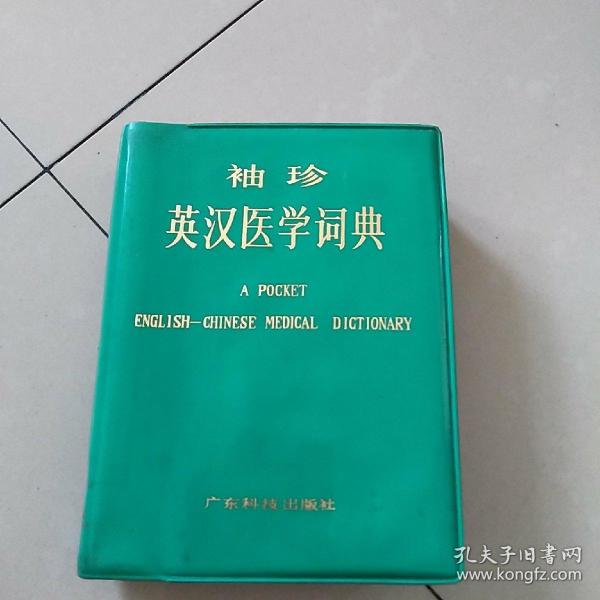 袖珍
英汉医学词典
A POCKET
ENGLISH—CHINESE MEDICAL DICTIONARY
广东科技出版社
孔夫子旧书网
www.kongfz.com